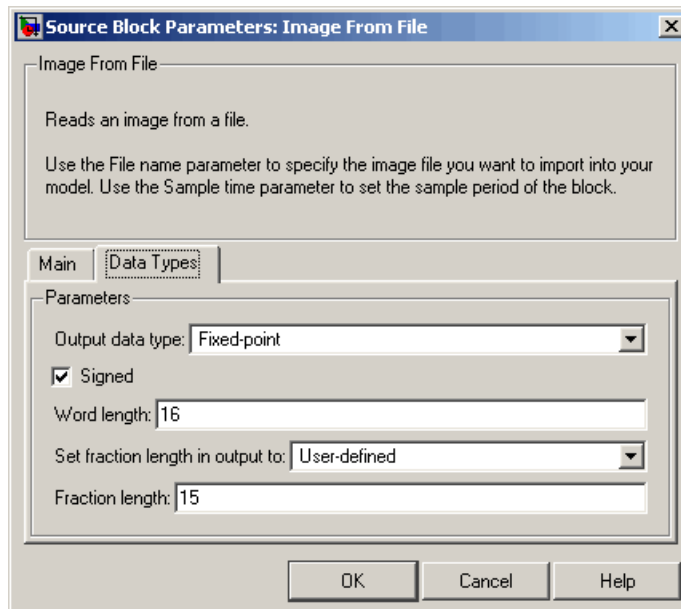 Source Block Parameters: Image From File
Image From File
Reads an image from a file.
Use the File name parameter to specify the image file you want to import into your
model. Use the Sample time parameter to set the sample period of the block.
Main Data Types
Parameters
Output data type: Fixed-point
Signed
Word length: 16
Set fraction length in output to: User-defined
Fraction length: 15
OK Cancel Help